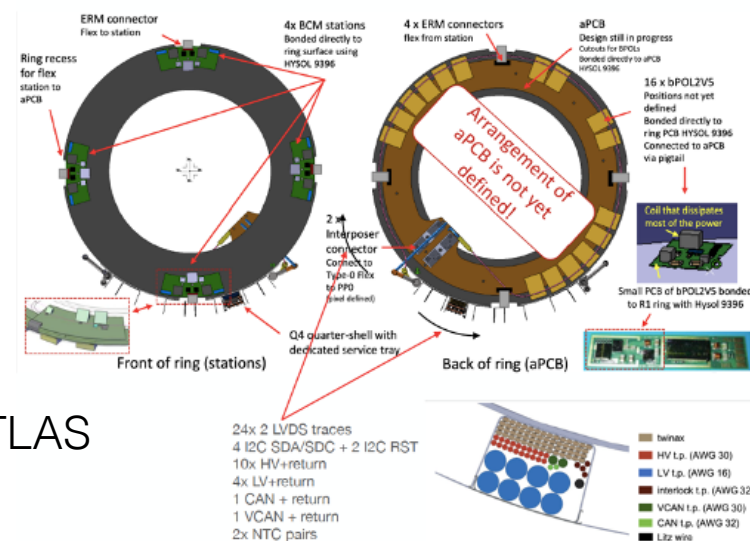 ERM connector
Flex to station
4x BCM stations
Bonded directly to
ring surface using
HYSOL 9396
Ring recess
for flex
station to
aPCB
4 x ERM connectors
flex from station
aPCB
Design still in progress
Cutouts for BPOLs
Bonded directly to aPCB
HYSOL 9396
16 x bPOL2V5
Positions not yet
defined
Bonded directly to
ring PCB HYSOL 9396
Connected to aPCB
via pigtail
Arrangement of
aPCB is not yet
defined!
2 x
Interposer
connector
Connect to
Type-0 Flex
to PP0
(pixel defined)
Coil that dissipates
most of the power
Small PCB of bPOL2V5 bonded
to R1 ring with Hysol 9396
Q4 quarter-shell with
dedicated service tray
Front of ring (stations)
Back of ring (aPCB)
TLAS
24x 2 LVDS traces
4 I2C SDA/SDC + 2 I2C RST
10x HV+return
4x LV+return
1 CAN + return
1 VCAN + return
2x NTC pairs
twinax
HV t.p. (AWG 30)
LV t.p. (AWG 16)
interlock t.p. (AWG 32
VCAN t.p. (AWG 30)
CAN t.p. (AWG 32)
Litz wire